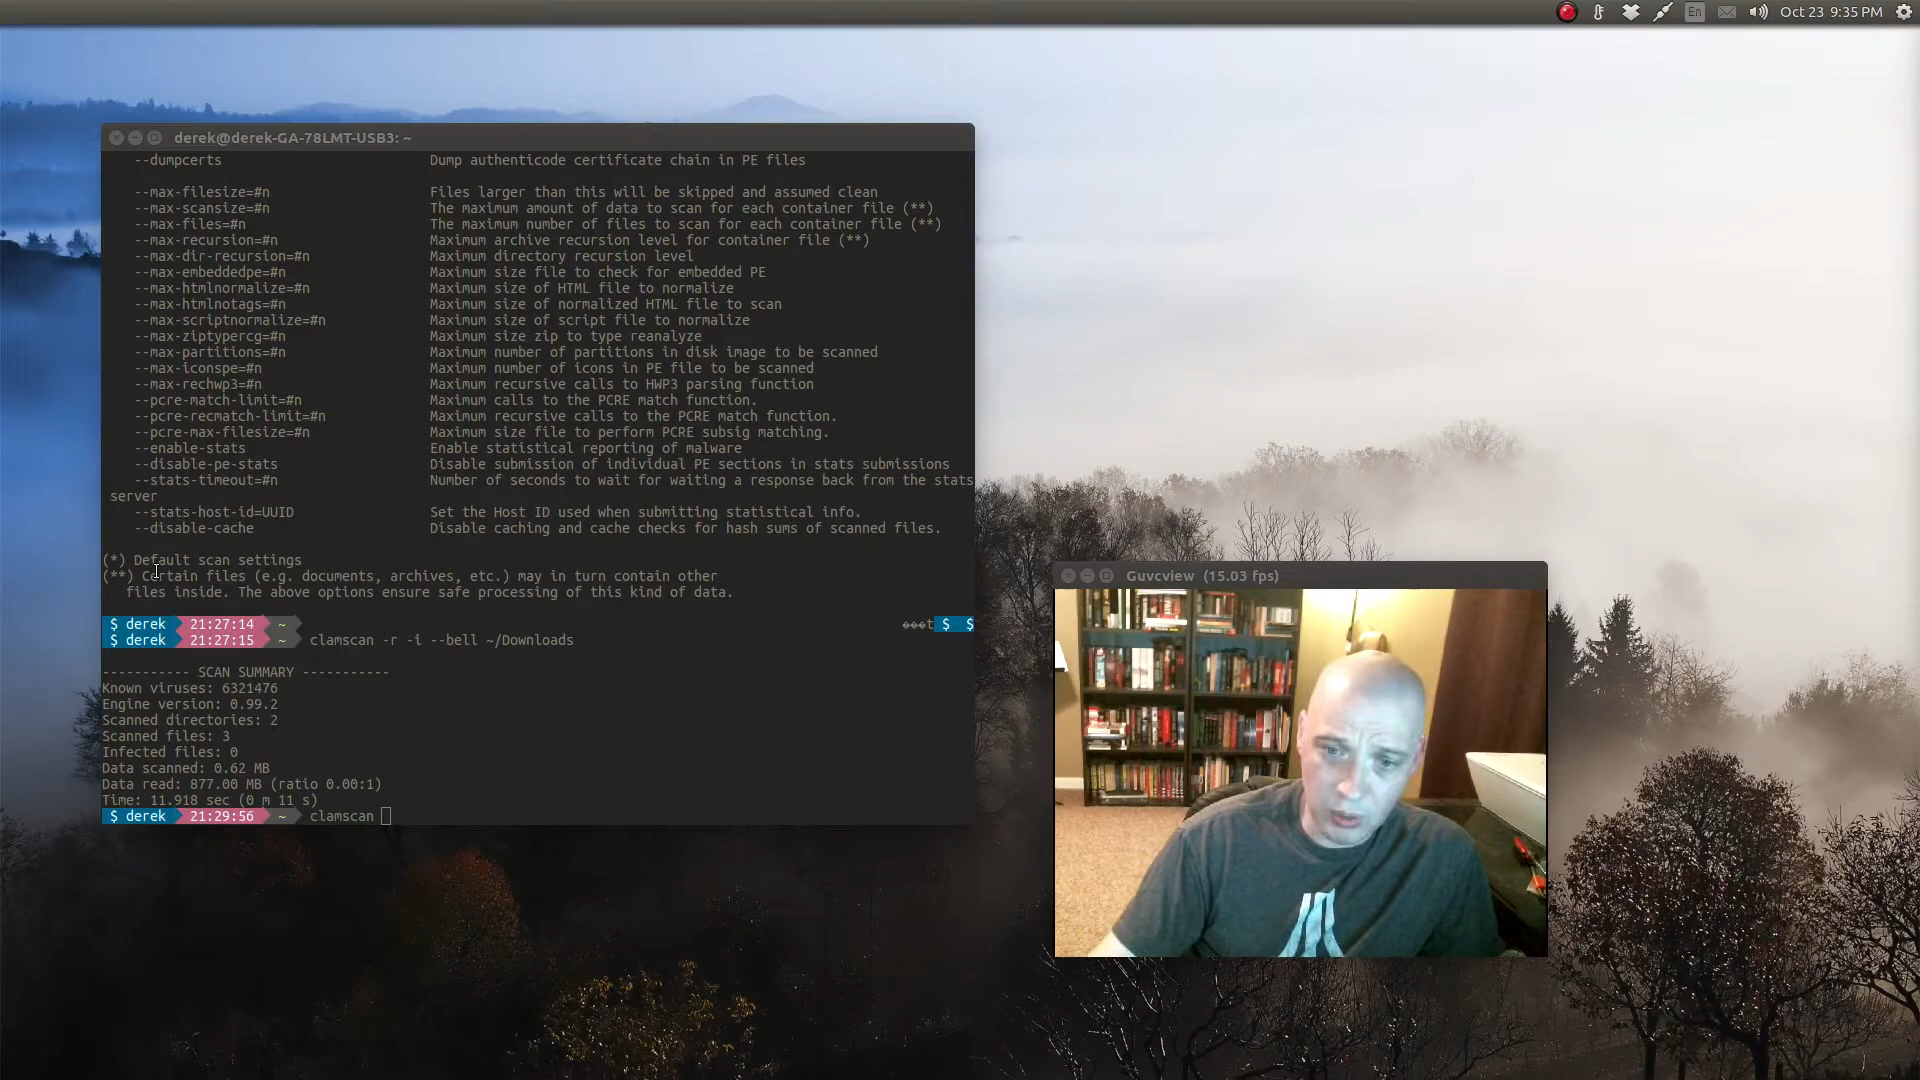 En
Oct 23 9:35 PM
derek@derek-GA-78LMT-USB3: ~
--dumpcerts Dump authenticode certificate chain in PE files
--max-filesize=#n Files larger than this will be skipped and assumed clean
--max-scansize=#n The maximum amount of data to scan for each container file (**)
--max-files=#n The maximum number of files to scan for each container file (**)
--max-recursion=#n Maximum archive recursion level for container file (**)
--max-dir-recursion=#n Maximum directory recursion level
--max-embeddedpe=#n Maximum size file to check for embedded PE
--max-htmlnormalize=#n Maximum size of HTML file to normalize
--max-htmlnotags=#n Maximum size of normalized HTML file to scan
--max-scriptnormalize=#n Maximum size of script file to normalize
--max-ziptypercg=#n Maximum size zip to type reanalyze
--max-partitions=#n Maximum number of partitions in disk image to be scanned
--max-iconspe=#n Maximum number of icons in PE file to be scanned
--max-rechwp3=#n Maximum recursive calls to HWP3 parsing function
--pcre-match-limit=#n Maximum calls to the PCRE match function.
--pcre-recmatch-limit=#n Maximum recursive calls to the PCRE match function.
--pcre-max-filesize=#n Maximum size file to perform PCRE subsig matching.
--enable-stats Enable statistical reporting of malware
--disable-pe-stats Disable submission of individual PE sections in stats submissions
--stats-timeout=#n Number of seconds to wait for waiting a response back from the stats
server
--stats-host-id=UUID Set the Host ID used when submitting statistical info.
--disable-cache Disable caching and cache checks for hash sums of scanned files.
(*) Default scan settings
(**) Certain files (e.g. documents, archives, etc.) may in turn contain other
files inside. The above options ensure safe processing of this kind of data.
$ derek 21:27:14 ~ ���t $ $
$ derek 21:27:15 ~ clamscan -r -i --bell ~/Downloads
----------- SCAN SUMMARY -----------
Known viruses: 6321476
Engine version: 0.99.2
Scanned directories: 2
Scanned files: 3
Infected files: 0
Data scanned: 0.62 MB
Data read: 877.00 MB (ratio 0.00:1)
Time: 11.918 sec (0 m 11 s)
$ derek 21:29:56 ~ clamscan
Guvcview (15.03 fps)